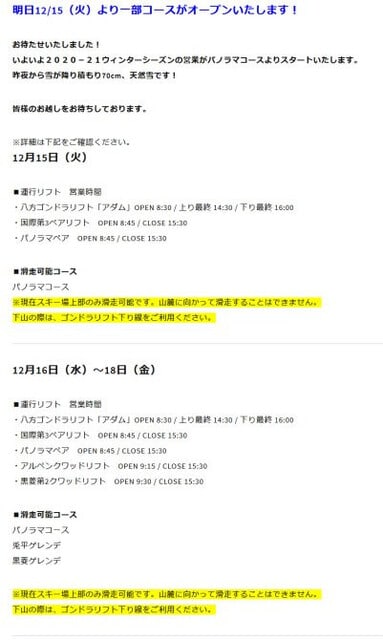 明日12/15（火）より一部コースがオープンいたします！
お待たせいたしました！
いよいよ２０２０－２１ウィンターシーズンの営業がパノラマコースよりスタートいたします。
昨夜から雪が降り積もり70cm、天然雪です！
皆様のお越しをお待ちしております。
※詳細は下記をご確認ください。
12月15日（火）
■運行リフト　営業時間
・八方ゴンドラリフト「アダム」OPEN 8:30 / 上り最終 14:30 / 下り最終 16:00
・国際第3ペアリフト　OPEN 8:45 / CLOSE 15:30
・パノラマペア　OPEN 8:45 / CLOSE 15:30
■滑走可能コース
パノラマコース
※現在スキー場上部のみ滑走可能です。山麓に向かって滑走することはできません。
下山の際は、ゴンドラリフト下り線をご利用ください。
12月16日（水）～18日（金）
■運行リフト　営業時間
・八方ゴンドラリフト「アダム」OPEN 8:30 / 上り最終 14:30 / 下り最終 16:00
・国際第3ペアリフト　OPEN 8:45 / CLOSE 15:30
・パノラマペア　OPEN 8:45 / CLOSE 15:30
・アルペンクワッドリフト　OPEN 9:15 / CLOSE 15:30
・黒菱第2クワッドリフト　OPEN 9:30 / CLOSE 15:30
■滑走可能コース
パノラマコース
兎平ゲレンデ
黒菱ゲレンデ
※現在スキー場上部のみ滑走可能です。山麓に向かって滑走することはできません。
下山の際は、ゴンドラリフト下り線をご利用ください。